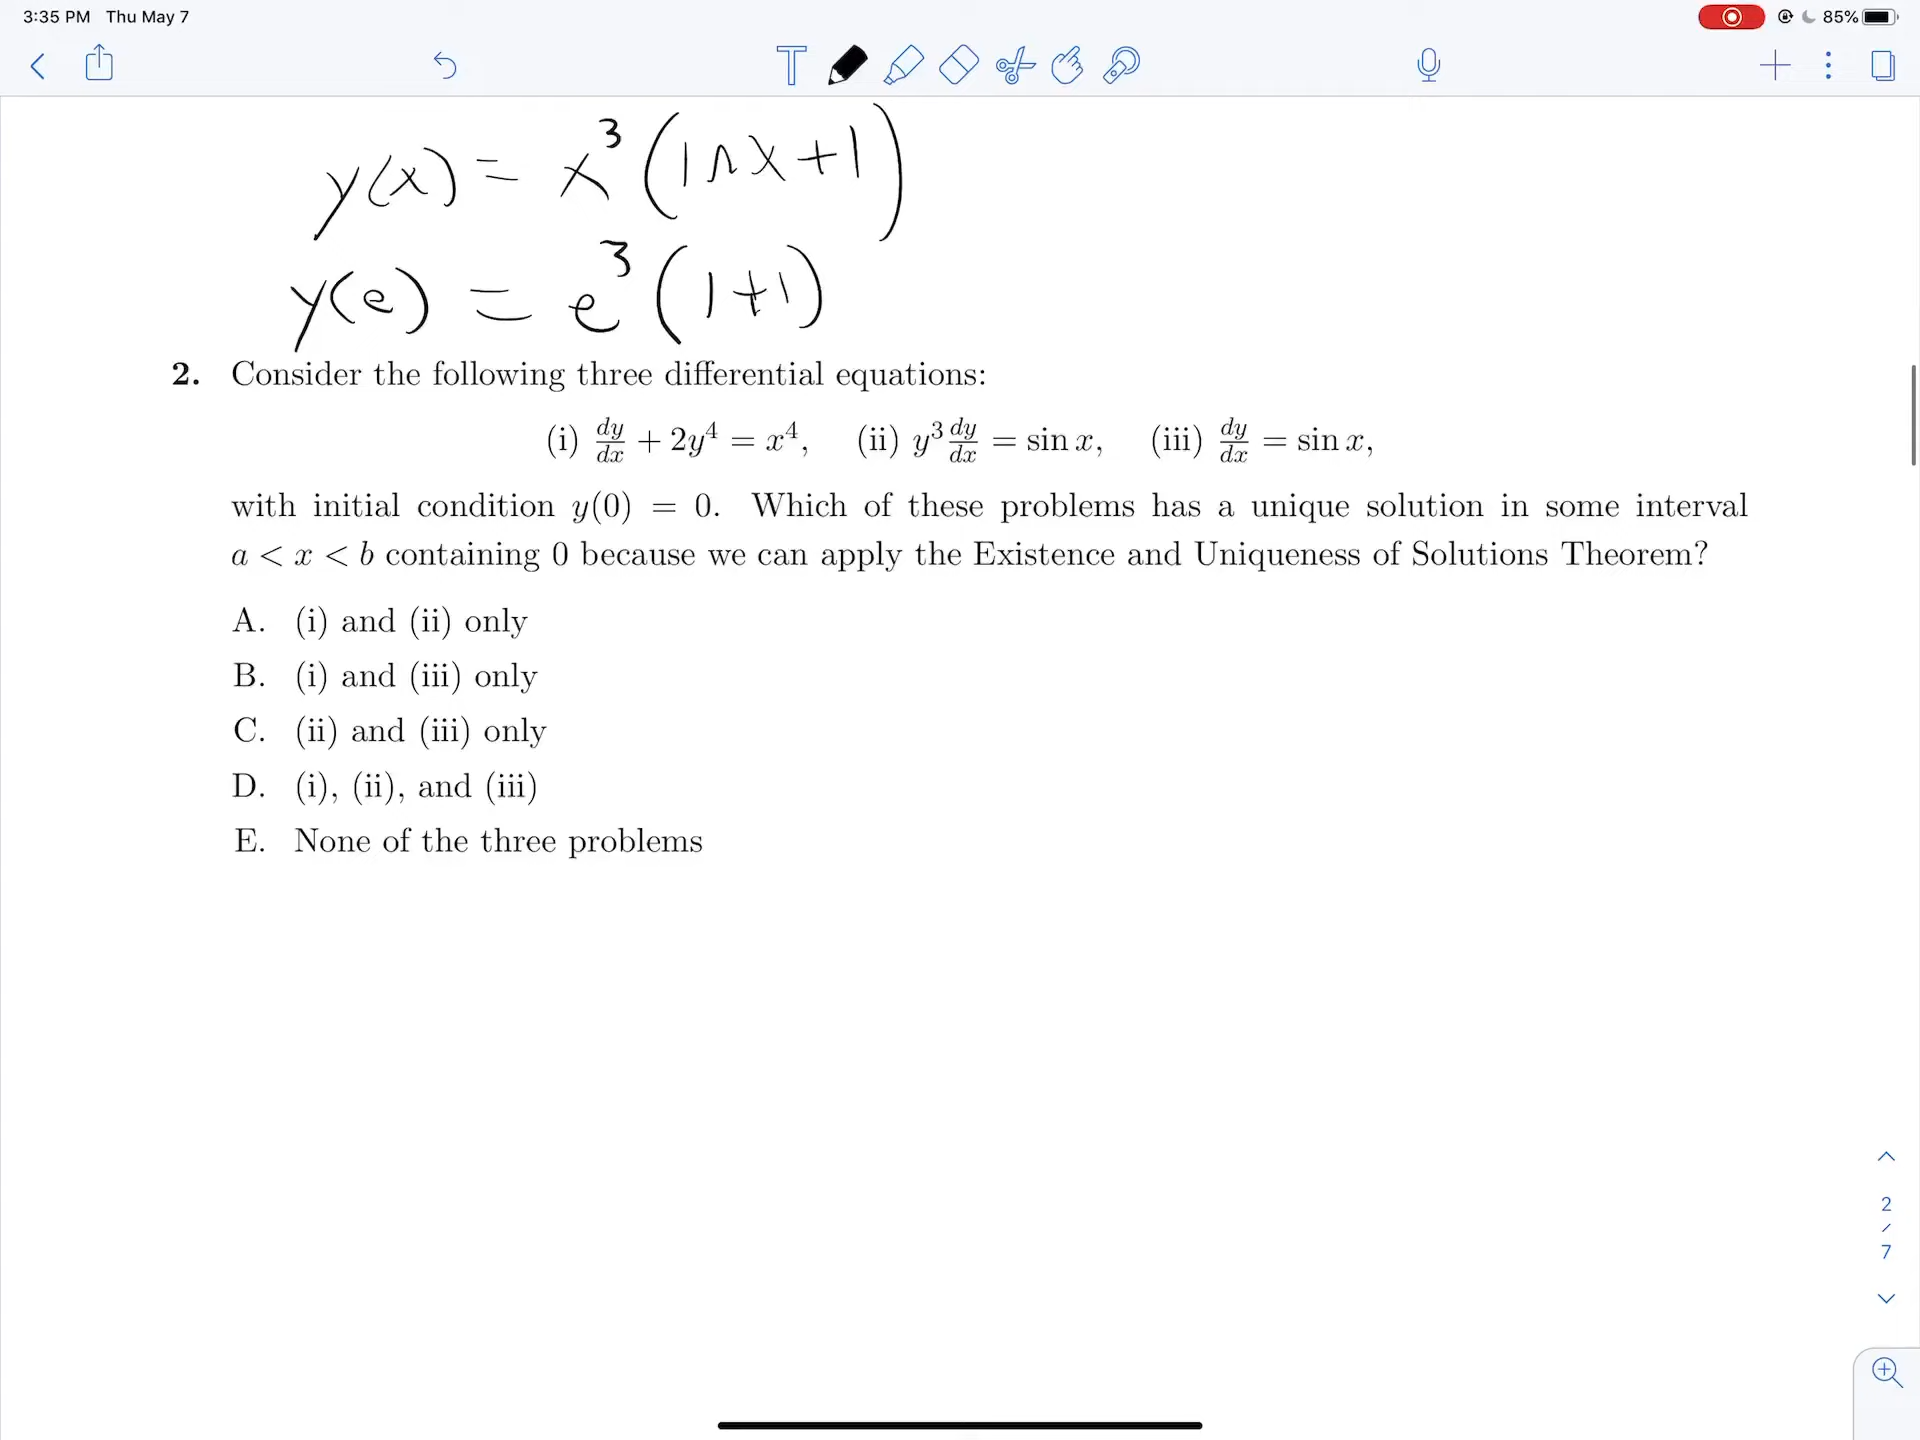 3:35 PM Thu May 7
85%
y(x) = x³ (ln x + 1)
y(e) = e³ (1 + 1)
2. Consider the following three differential equations:
(i) dy/dx + 2y⁴ = x⁴, (ii) y³ dy/dx = sin x, (iii) dy/dx = sin x,
with initial condition y(0) = 0. Which of these problems has a unique solution in some interval
a < x < b containing 0 because we can apply the Existence and Uniqueness of Solutions Theorem?
A. (i) and (ii) only
B. (i) and (iii) only
C. (ii) and (iii) only
D. (i), (ii), and (iii)
E. None of the three problems
2
/
7